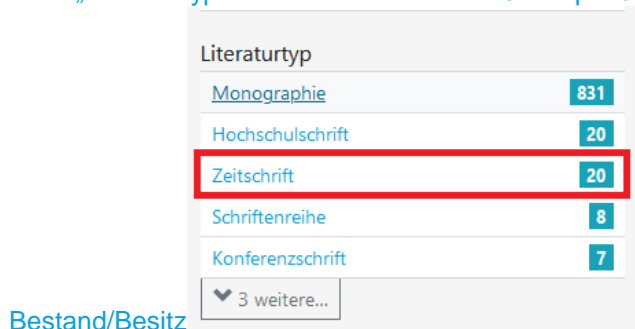 Literaturtyp
Monographie 831
Hochschulschrift 20
Zeitschrift 20
Schriftenreihe 8
Konferenzschrift 7
3 weitere...
Bestand/Besitz